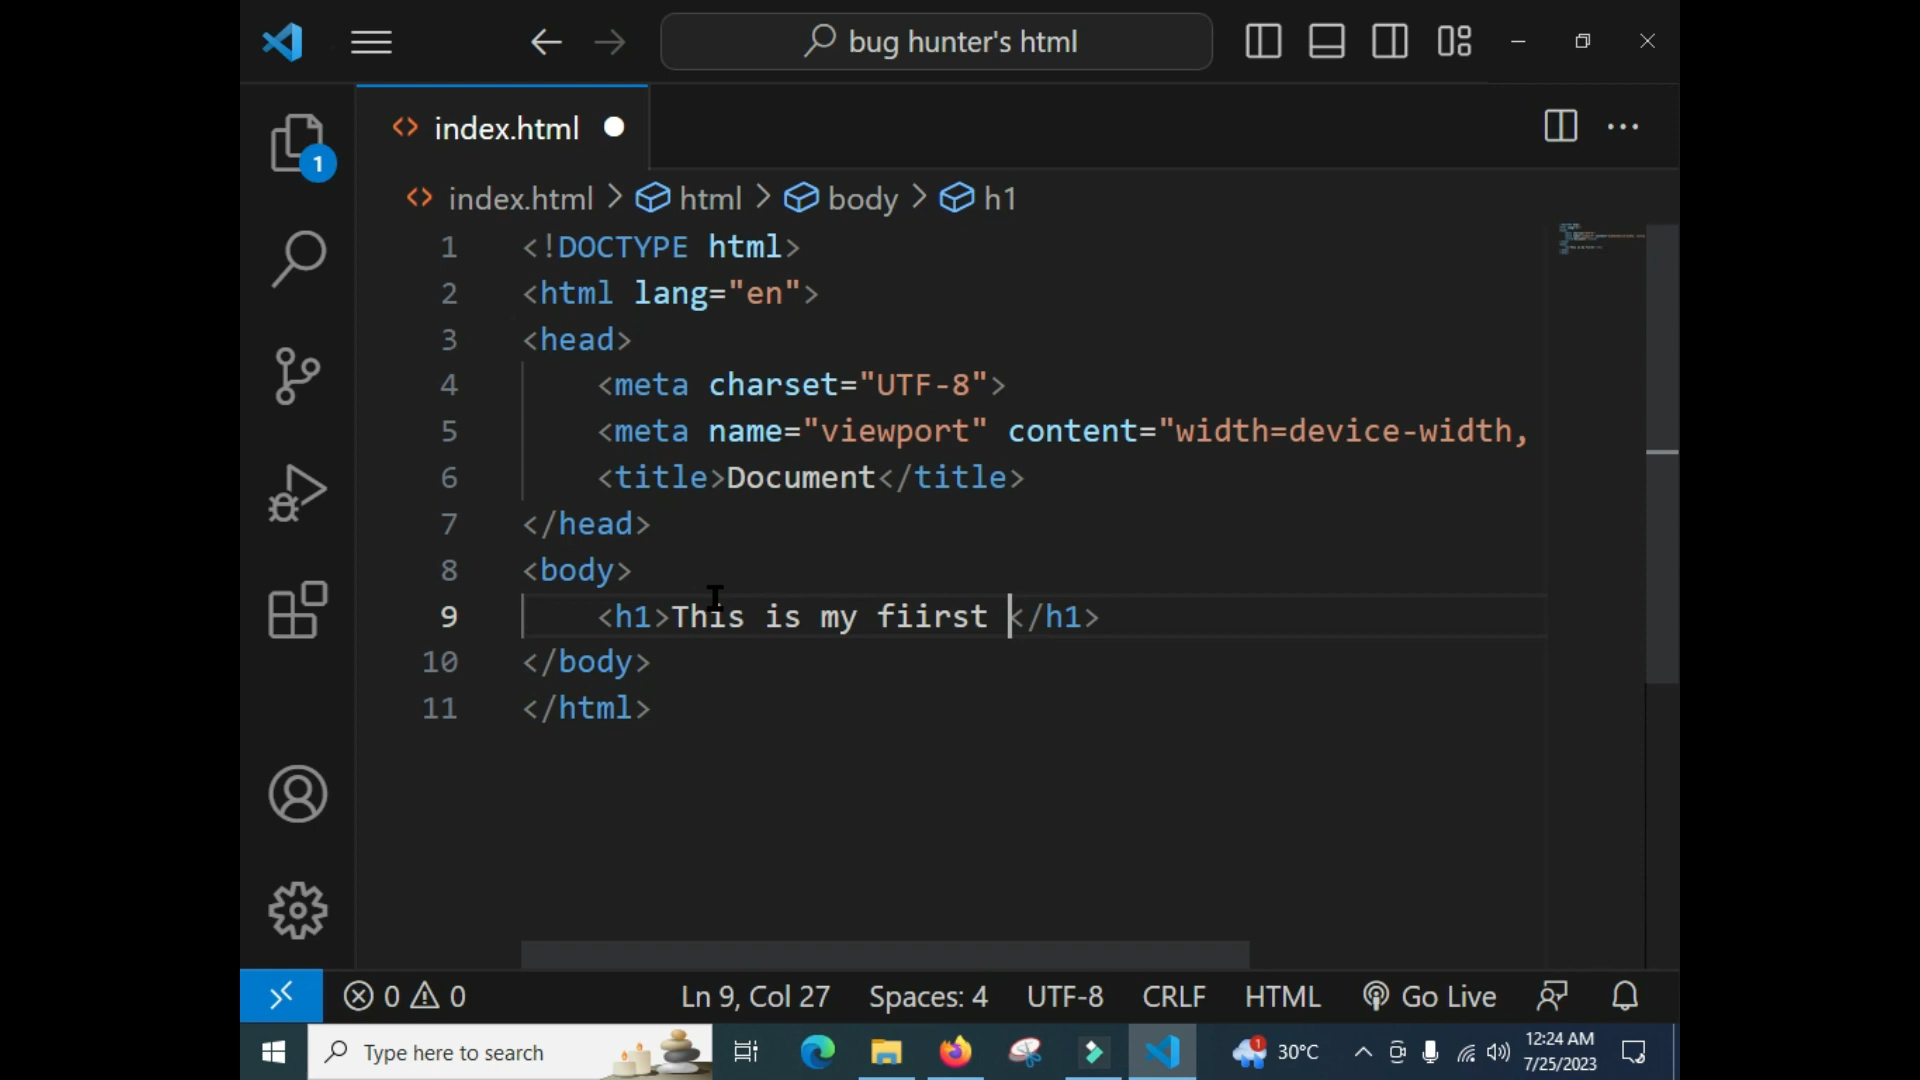 bug hunter's html
index.html
1
index.html > html > body > h1
1 <!DOCTYPE html>
2 <html lang="en">
3 <head>
4 <meta charset="UTF-8">
5 <meta name="viewport" content="width=device-width,
6 <title>Document</title>
7 </head>
8 <body>
9 <h1>This is my fiirst </h1>
10 </body>
11 </html>
0 0 Ln 9, Col 27 Spaces: 4 UTF-8 CRLF HTML Go Live
Type here to search 1 30°C 12:24 AM
7/25/2023